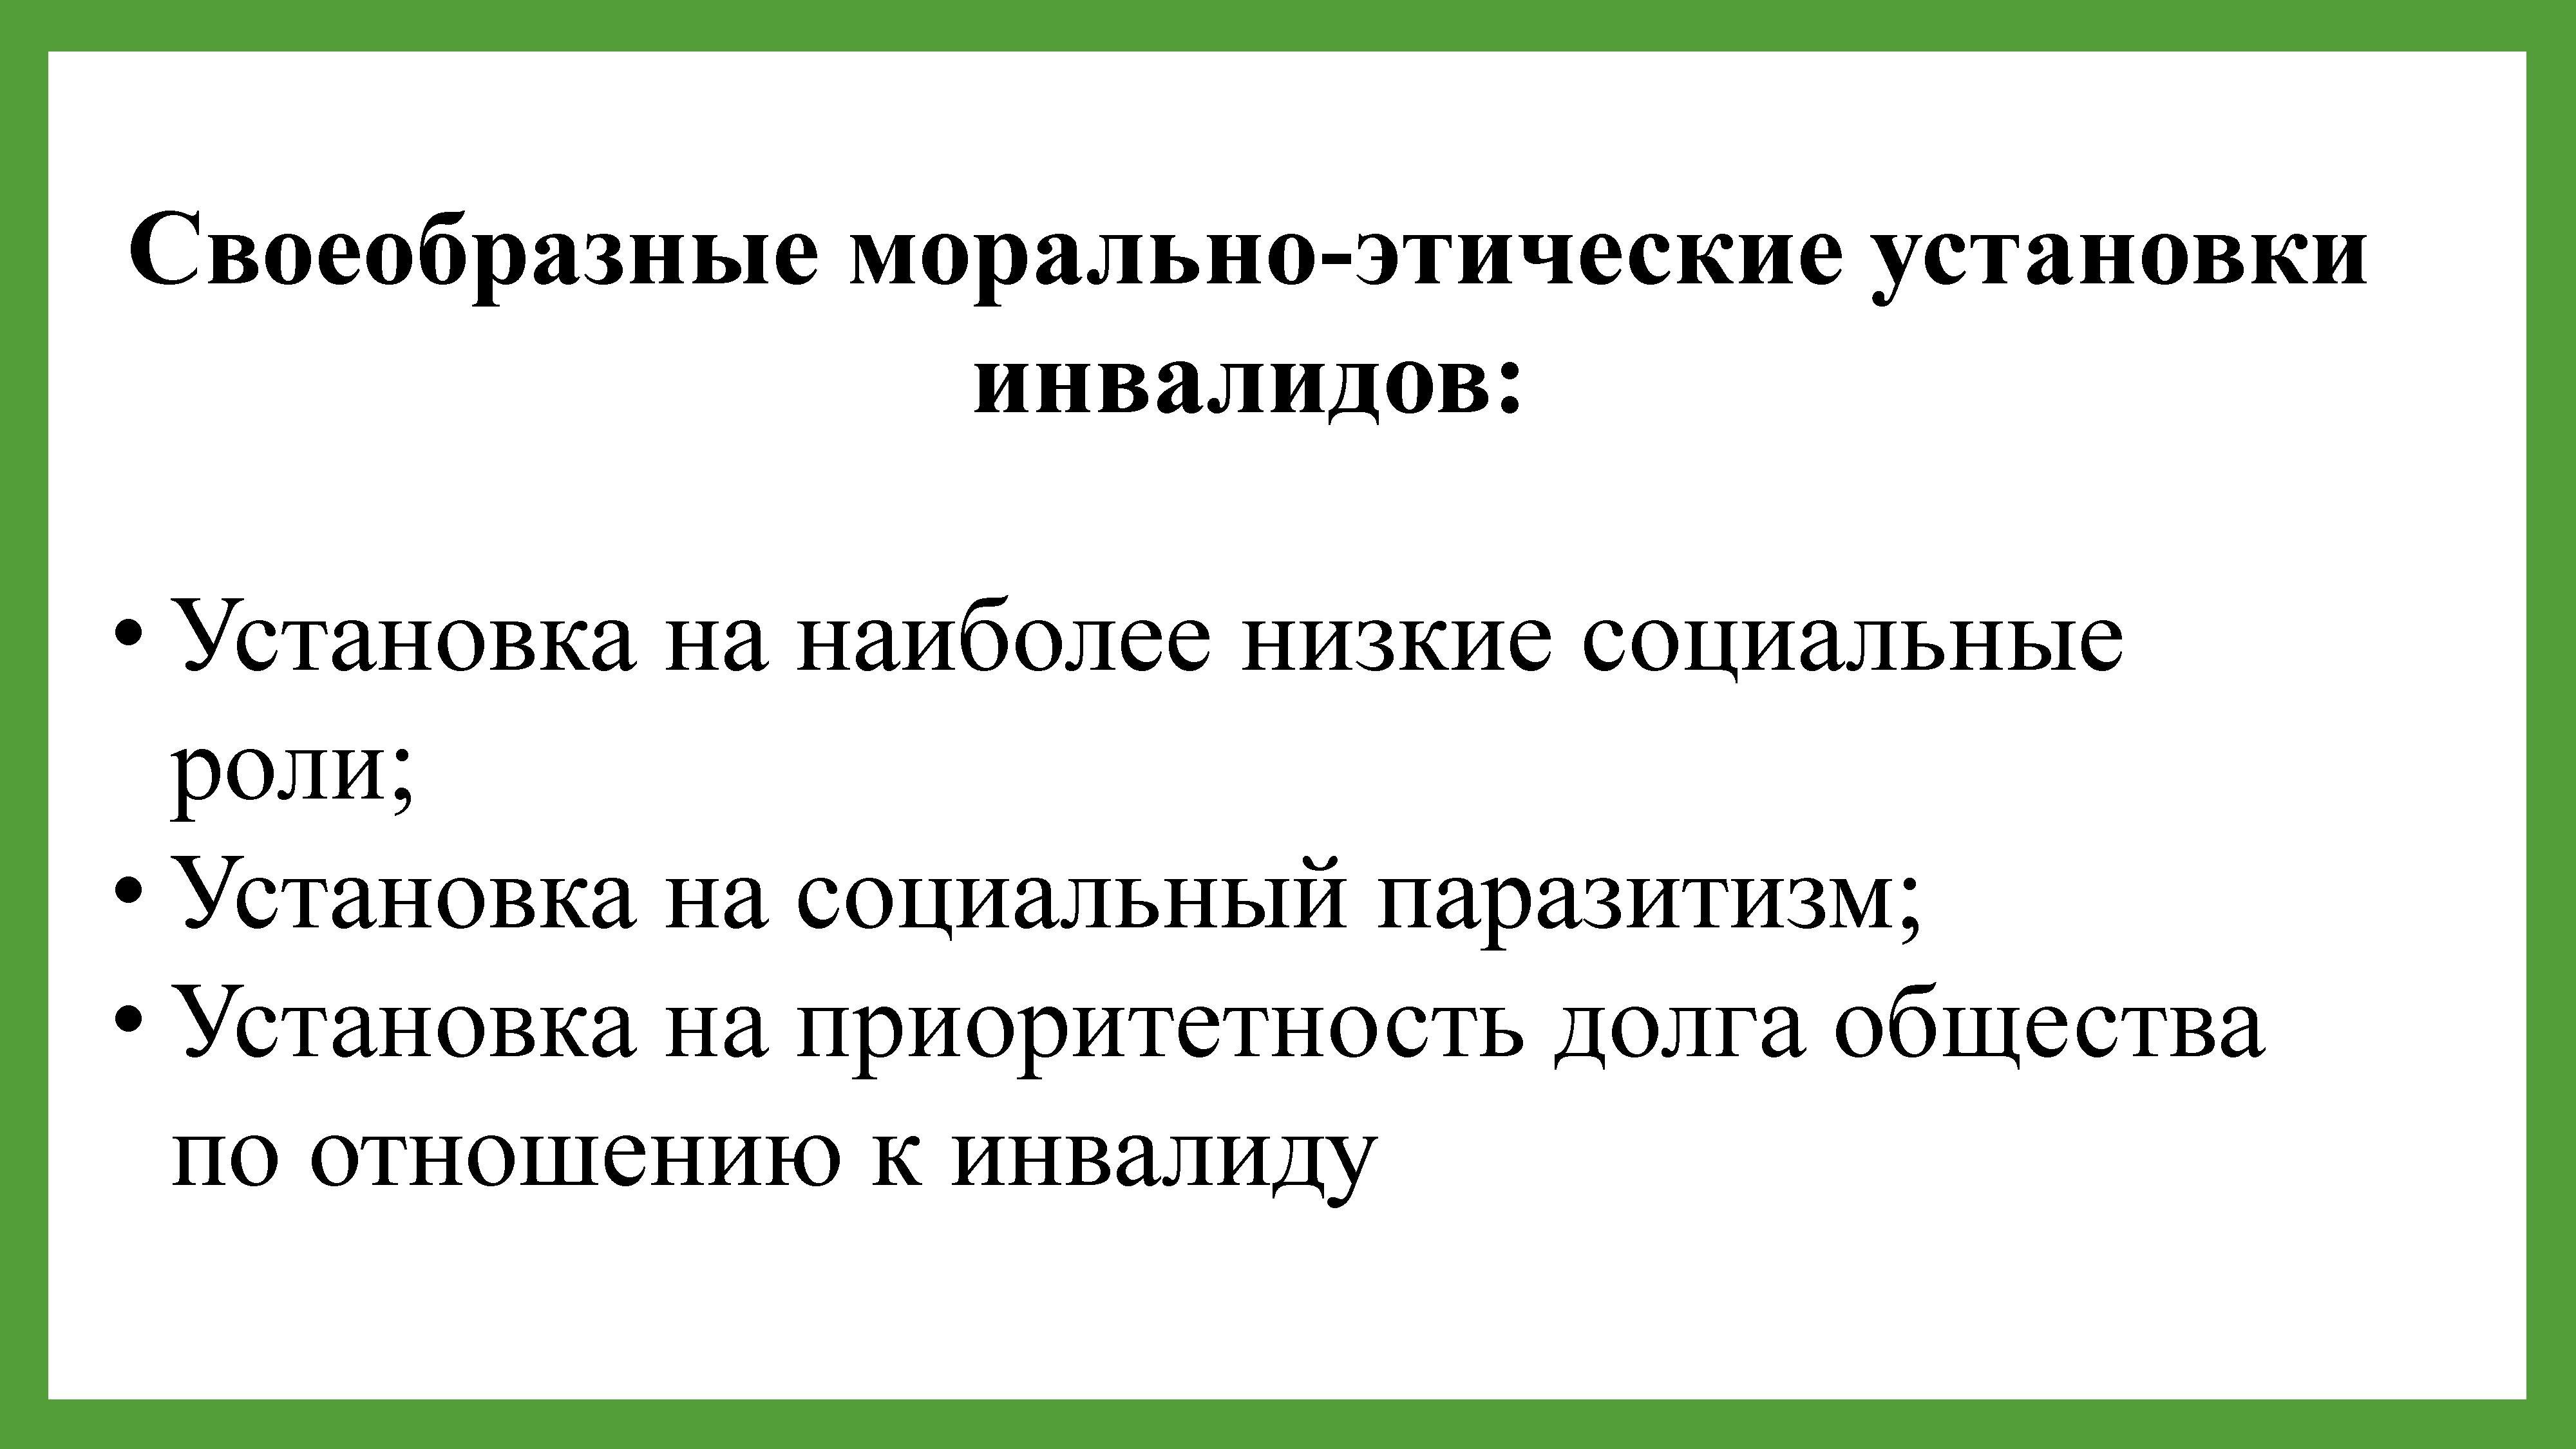 Своеобразные морально-этические установки
инвалидов:
• Установка на наиболее низкие социальные
роли;
• Установка на социальный паразитизм;
• Установка на приоритетность долга общества
по отношению к инвалиду